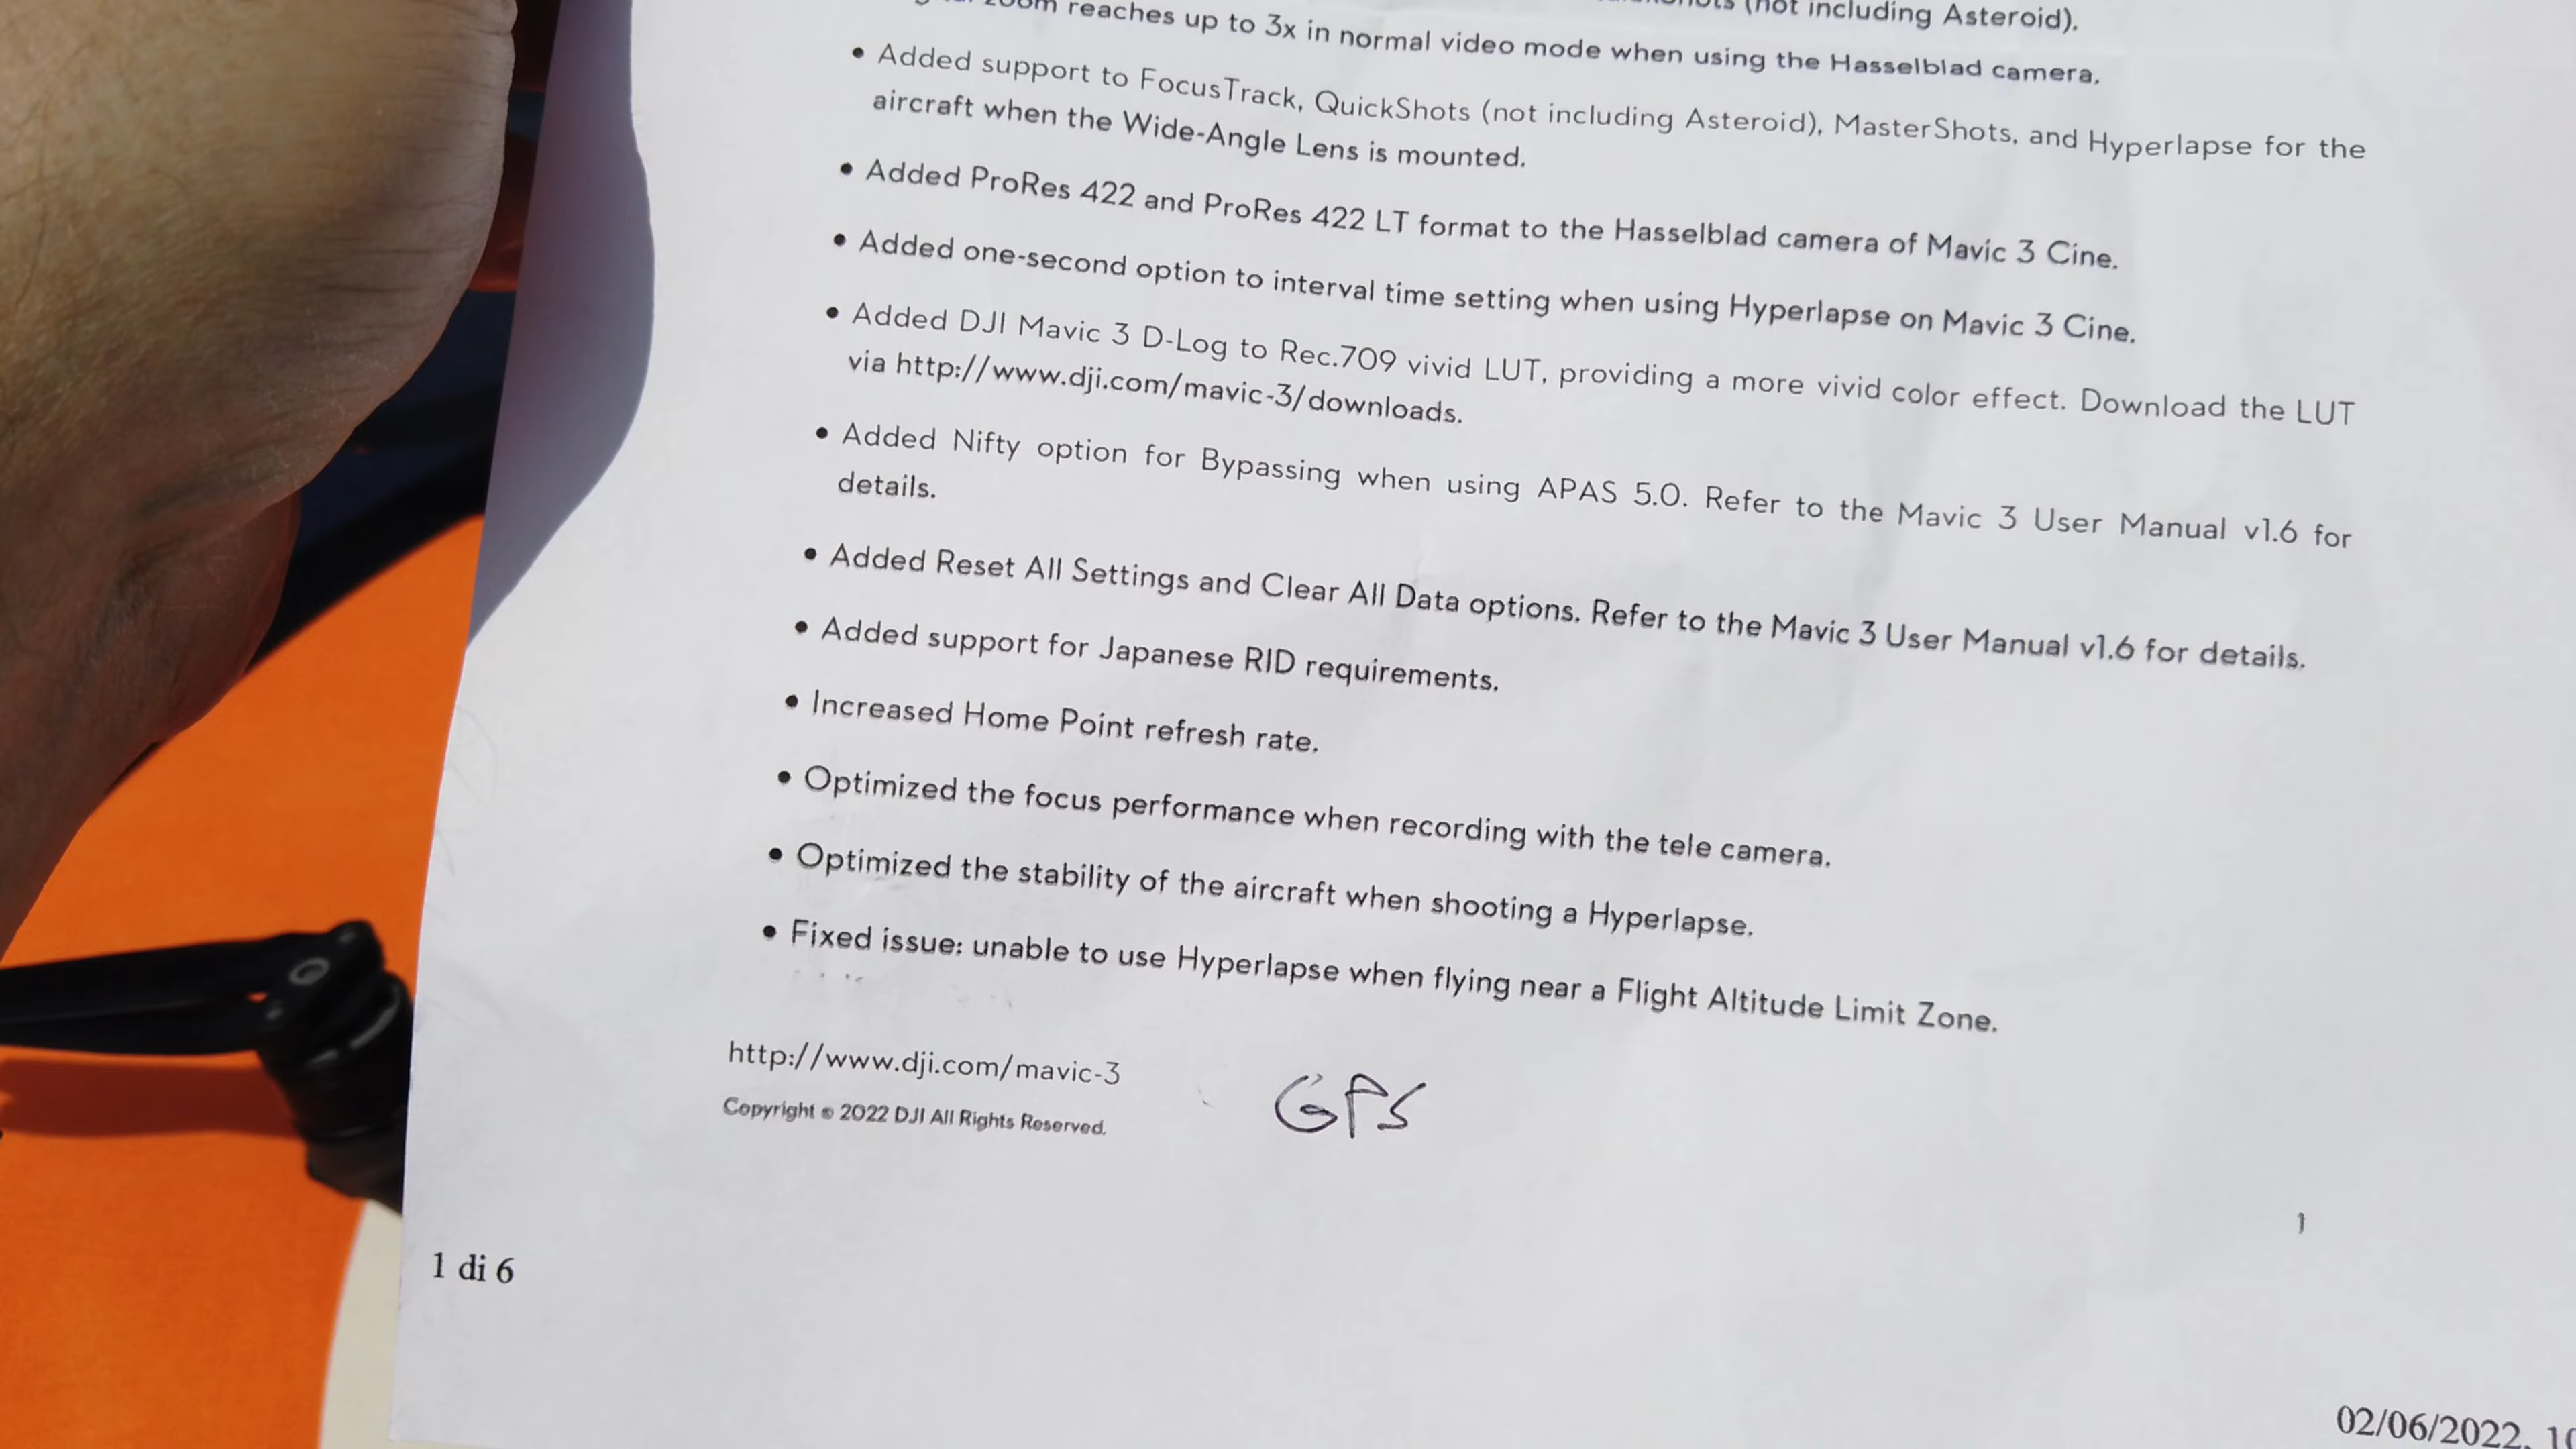 zoom reaches up to 3x in normal video mode when using the Hasselblad camera.
(not including Asteroid).
• Added support to FocusTrack, QuickShots (not including Asteroid), MasterShots, and Hyperlapse for the
aircraft when the Wide-Angle Lens is mounted.
• Added ProRes 422 and ProRes 422 LT format to the Hasselblad camera of Mavic 3 Cine.
• Added one-second option to interval time setting when using Hyperlapse on Mavic 3 Cine.
• Added DJI Mavic 3 D-Log to Rec.709 vivid LUT, providing a more vivid color effect. Download the LUT
via http://www.dji.com/mavic-3/downloads.
• Added Nifty option for Bypassing when using APAS 5.0. Refer to the Mavic 3 User Manual v1.6 for
details.
• Added Reset All Settings and Clear All Data options. Refer to the Mavic 3 User Manual v1.6 for details.
• Added support for Japanese RID requirements.
• Increased Home Point refresh rate.
• Optimized the focus performance when recording with the tele camera.
• Optimized the stability of the aircraft when shooting a Hyperlapse.
• Fixed issue: unable to use Hyperlapse when flying near a Flight Altitude Limit Zone.
http://www.dji.com/mavic-3
Copyright © 2022 DJI All Rights Reserved.
GPS
1
1 di 6
02/06/2022, 10